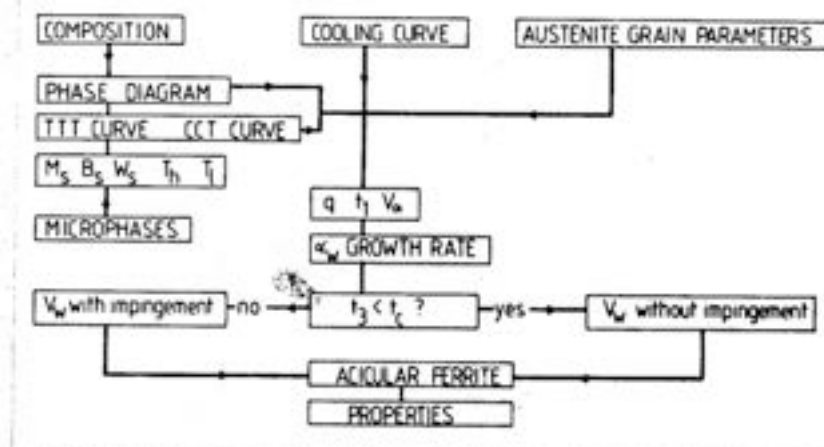 COMPOSITION
COOLING CURVE
AUSTENITE GRAIN PARAMETERS
PHASE DIAGRAM
TTT CURVE CCT CURVE
Ms Bs Ws Th Tl
q t1 Vα
MICROPHASES
αw GROWTH RATE
Vw with impingement
no
t3 < tc ?
yes
Vw without impingement
ACICULAR FERRITE
PROPERTIES